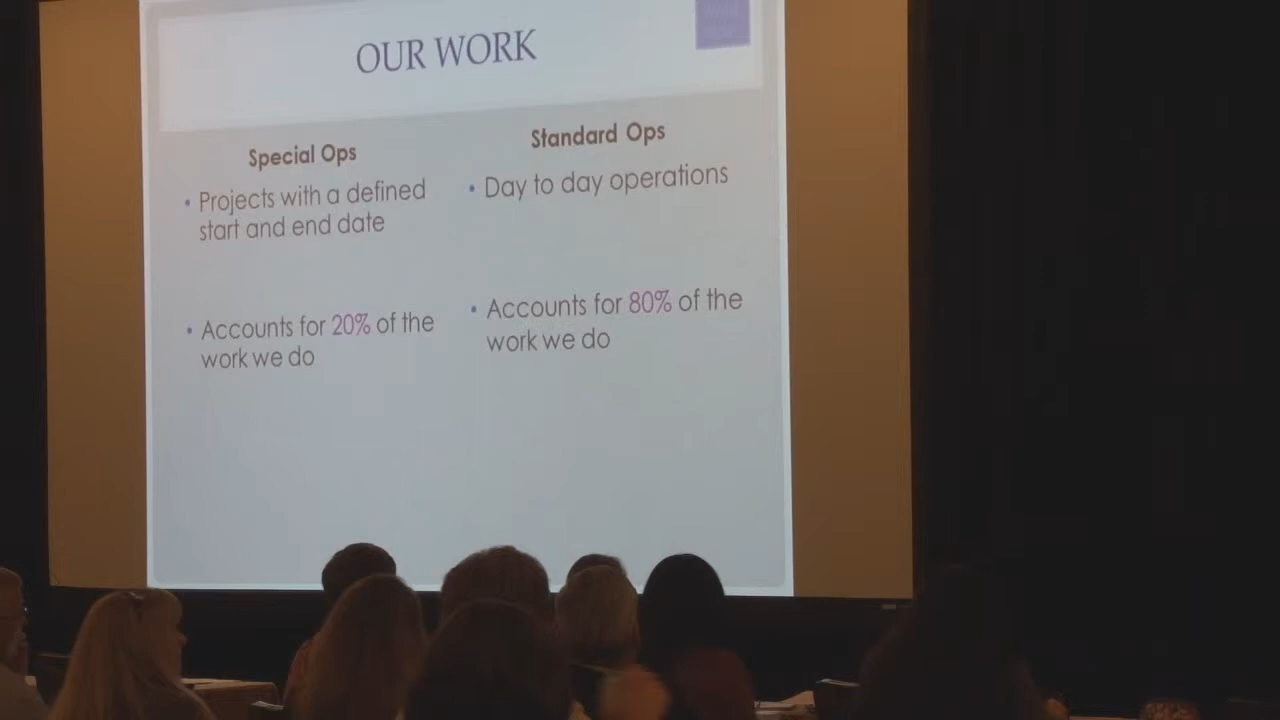 OUR WORK
Special Ops
• Projects with a defined
start and end date
• Accounts for 20% of the
work we do
Standard Ops
• Day to day operations
• Accounts for 80% of the
work we do